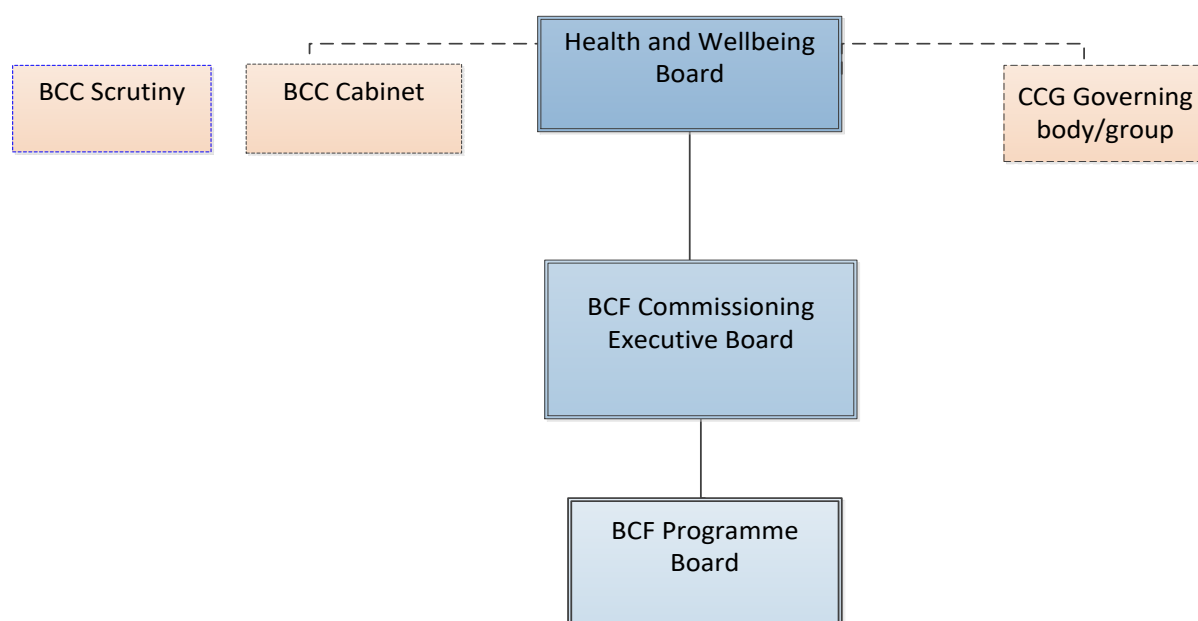 Health and Wellbeing
Board
BCC Scrutiny
BCC Cabinet
CCG Governing
body/group
BCF Commissioning
Executive Board
BCF Programme
Board